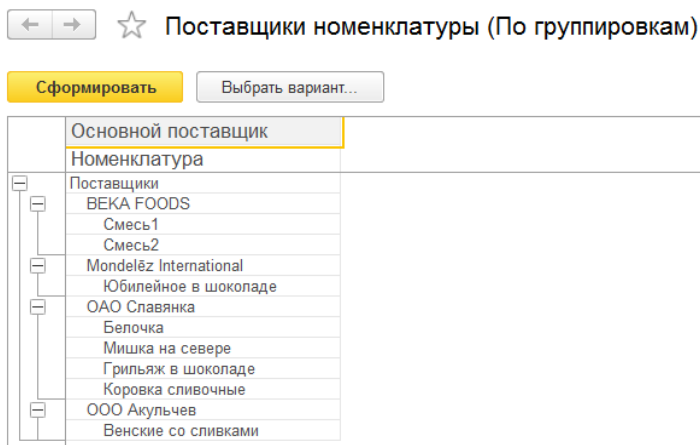 Поставщики номенклатуры (По группировкам)
Сформировать
Выбрать вариант...
Основной поставщик
Номенклатура
Поставщики
BEKA FOODS
Смесь1
Смесь2
Mondelēz International
Юбилейное в шоколаде
ОАО Славянка
Белочка
Мишка на севере
Грильяж в шоколаде
Коровка сливочные
ООО Акульчев
Венские со сливками